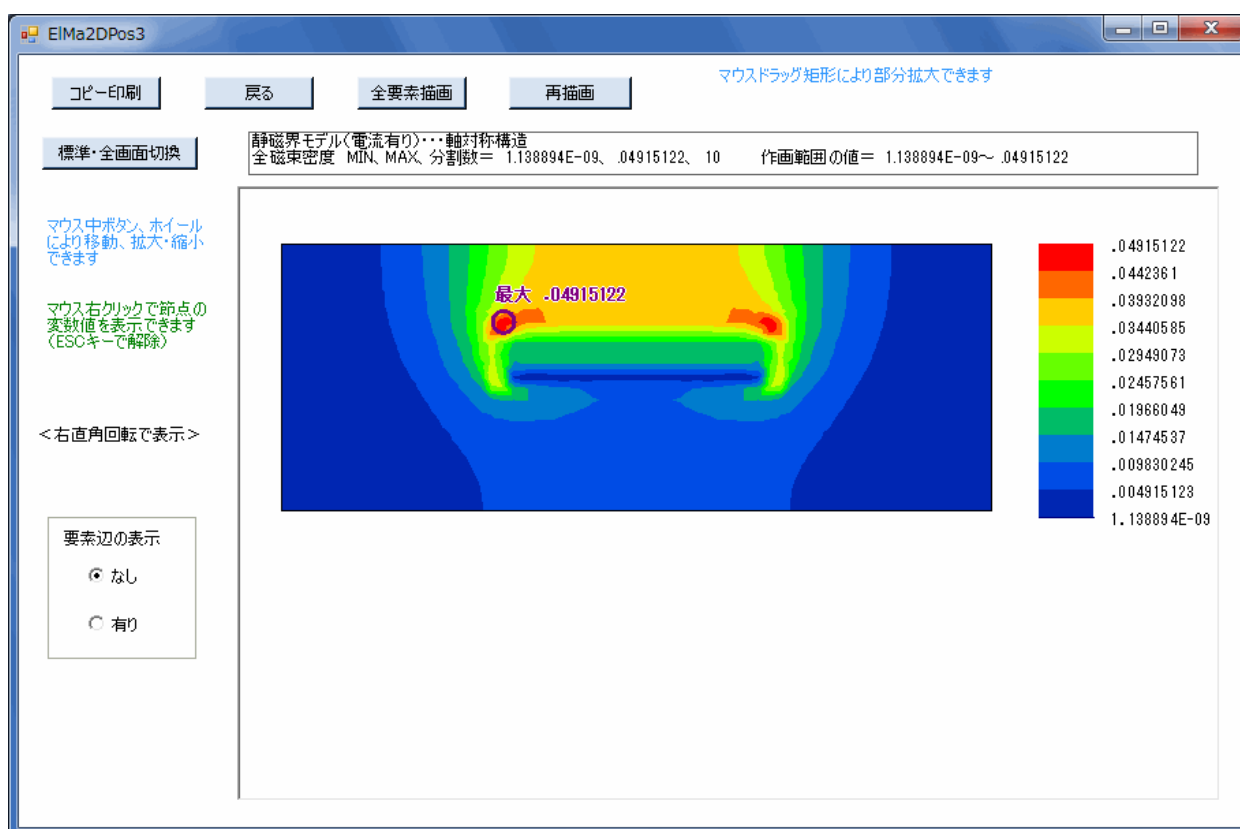 ElMa2DPos3
マウスドラッグ矩形により部分拡大できます
コピー印刷
戻る
全要素描画
再描画
標準・全画面切換
静磁界モデル(電流有り)・・・軸対称構造
全磁束密度 MIN、MAX、分割数＝ 1.138894E-09、 .04915122、 10 作画範囲の値＝ 1.138894E-09～ .04915122
マウス中ボタン、ホイール
により移動、拡大・縮小
できます
マウス右クリックで節点の
変数値を表示できます
(ESCキーで解除)
＜右直角回転で表示＞
要素辺の表示
なし
有り
最大 .04915122
.04915122
.0442361
.03932098
.03440585
.02949073
.02457561
.01966049
.01474537
.009830245
.004915123
1.138894E-09